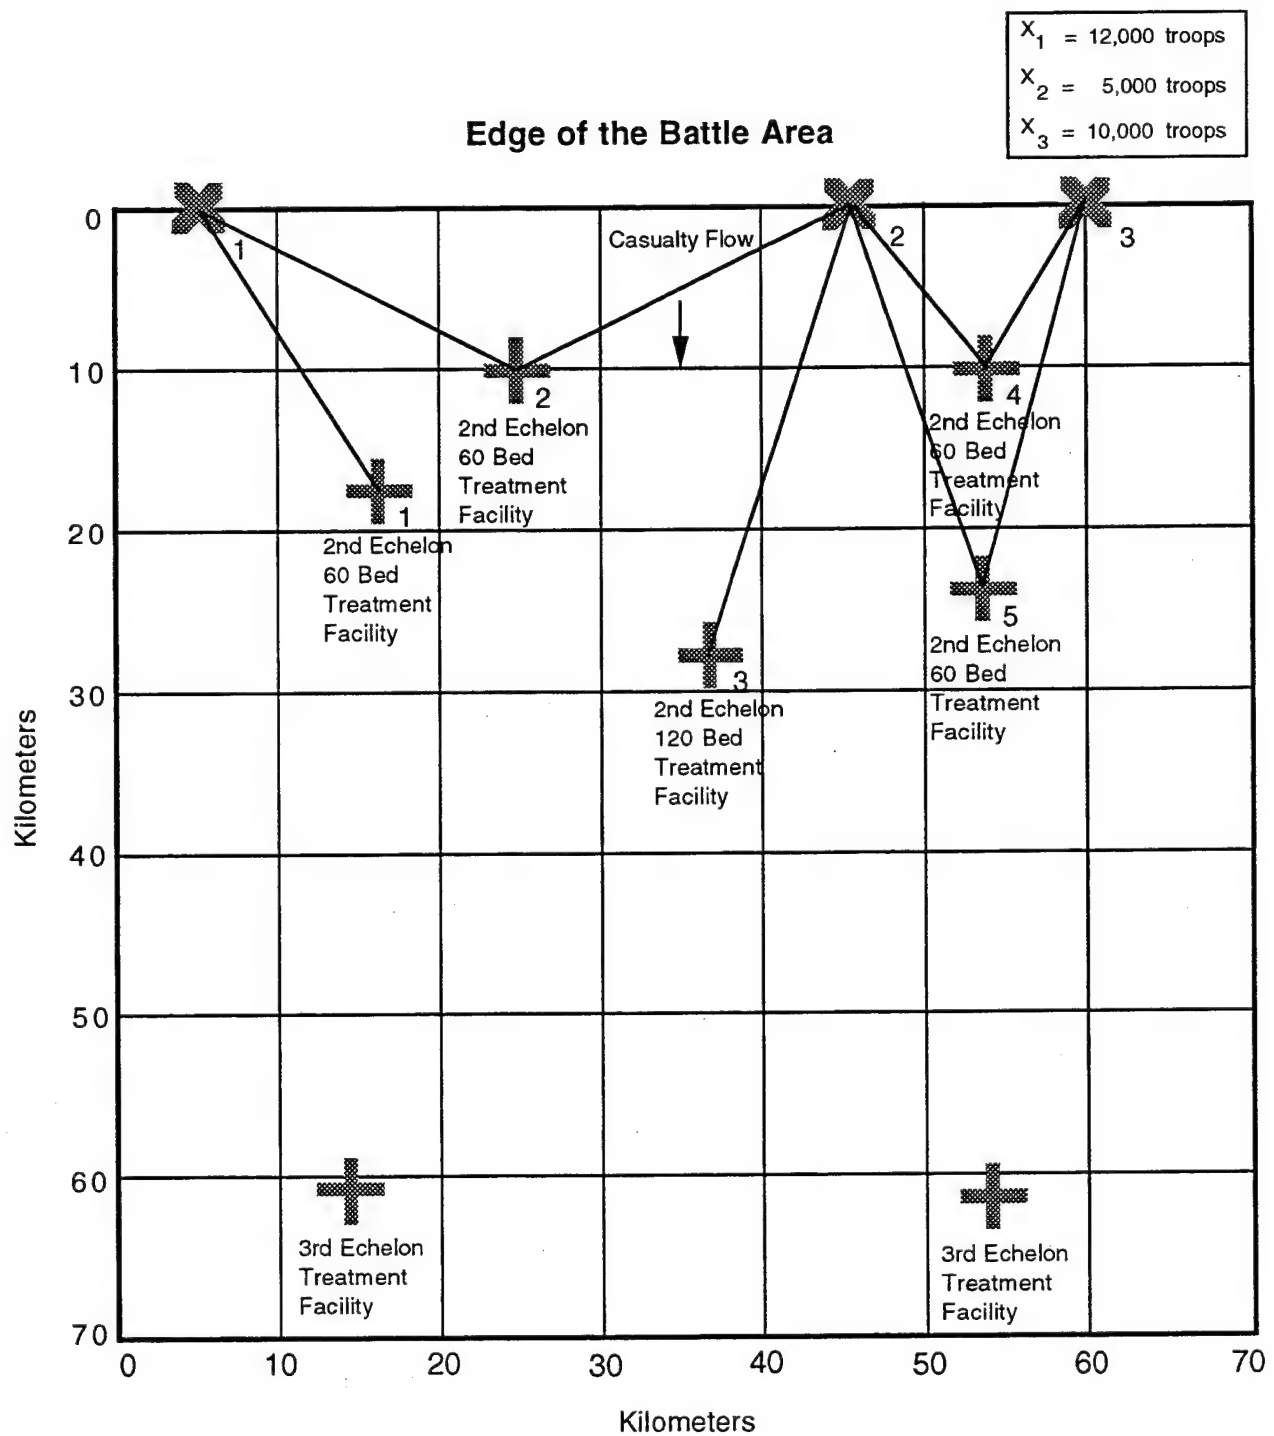 X1 = 12,000 troops
X2 = 5,000 troops
X3 = 10,000 troops
Edge of the Battle Area
0
1
Casualty Flow
2
3
10
2
4
2nd Echelon
60 Bed
Treatment
Facility
2nd Echelon
60 Bed
Treatment
Facility
1
20
2nd Echelon
60 Bed
Treatment
Facility
5
2nd Echelon
60 Bed
Treatment
Facility
3
30
2nd Echelon
120 Bed
Treatment
Facility
Kilometers
40
50
60
3rd Echelon
Treatment
Facility
3rd Echelon
Treatment
Facility
70
0 10 20 30 40 50 60 70
Kilometers